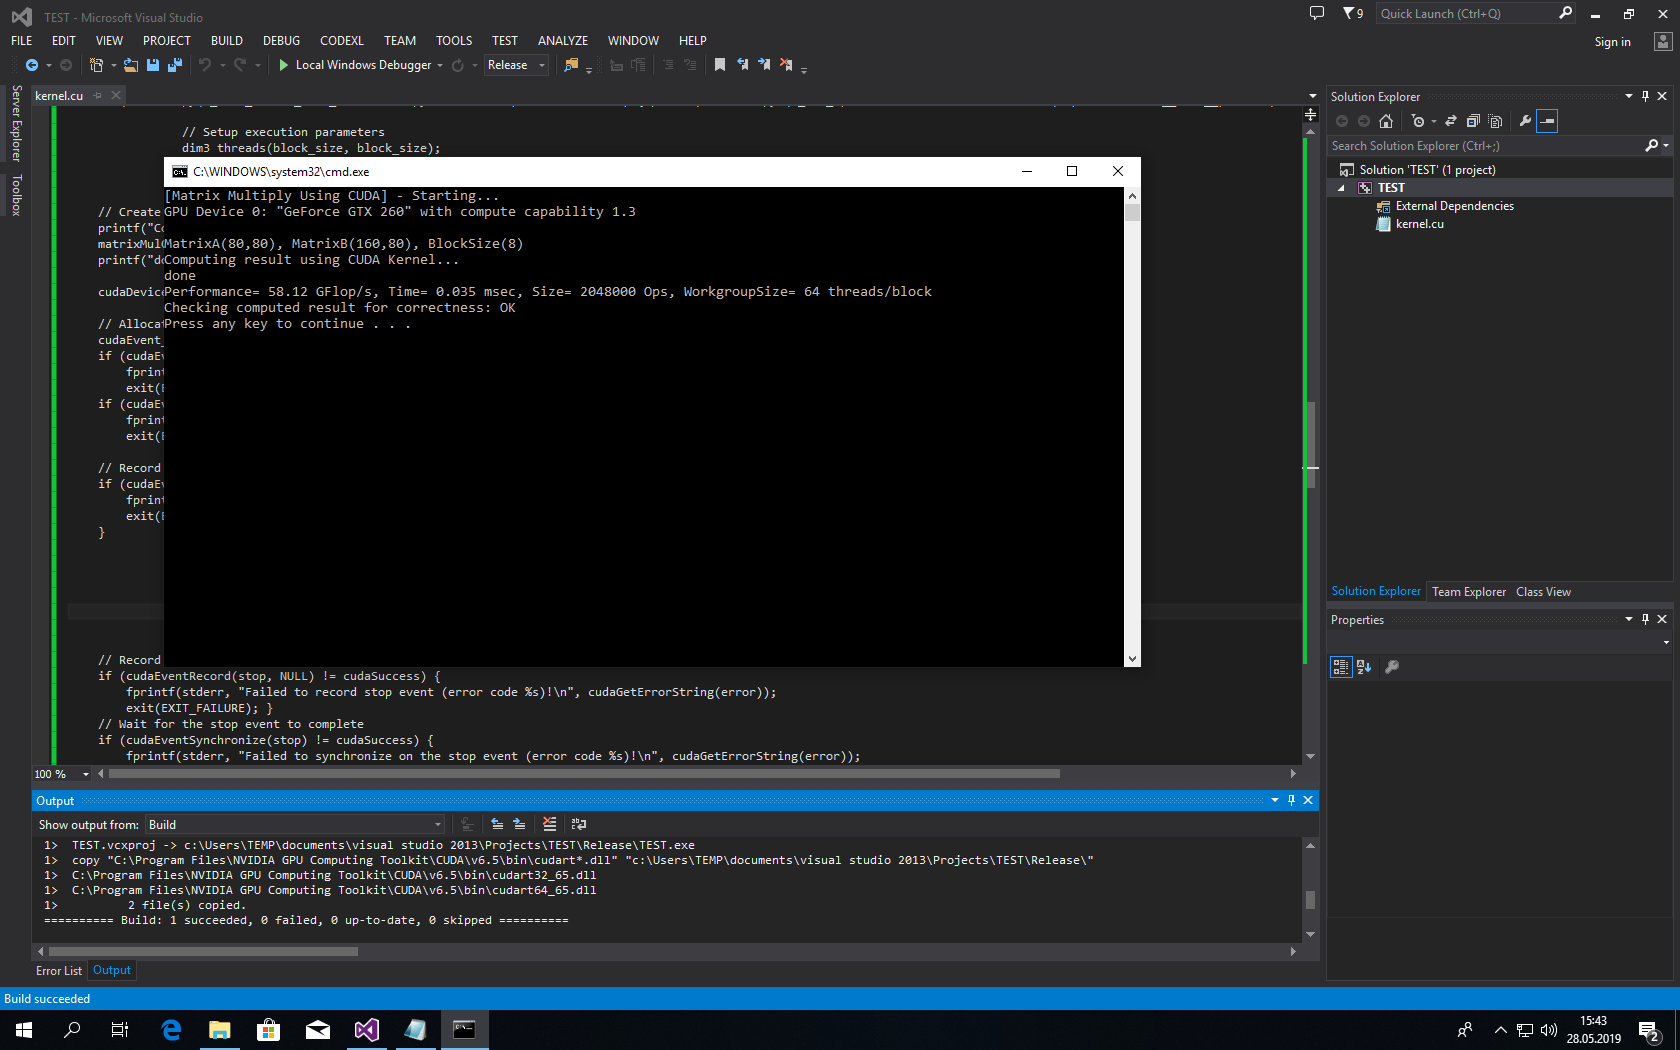 TEST - Microsoft Visual Studio
9
Quick Launch (Ctrl+Q)
FILE EDIT VIEW PROJECT BUILD DEBUG CODEXL TEAM TOOLS TEST ANALYZE WINDOW HELP
Sign in
Local Windows Debugger
Release
Server Explorer
Toolbox
kernel.cu
// Setup execution parameters
dim3 threads(block_size, block_size);
C:\WINDOWS\system32\cmd.exe
[Matrix Multiply Using CUDA] - Starting...
GPU Device 0: "GeForce GTX 260" with compute capability 1.3
MatrixA(80,80), MatrixB(160,80), BlockSize(8)
Computing result using CUDA Kernel...
done
Performance= 58.12 GFlop/s, Time= 0.035 msec, Size= 2048000 Ops, WorkgroupSize= 64 threads/block
Checking computed result for correctness: OK
Press any key to continue . . .
// Create
printf("Co
matrixMul
printf("do
cudaDevice
// Allocat
cudaEvent_
if (cudaEv
fprint
exit(E
if (cudaEv
fprint
exit(E
// Record
if (cudaEv
fprint
exit(E
}
// Record
if (cudaEventRecord(stop, NULL) != cudaSuccess) {
fprintf(stderr, "Failed to record stop event (error code %s)!\n", cudaGetErrorString(error));
exit(EXIT_FAILURE); }
// Wait for the stop event to complete
if (cudaEventSynchronize(stop) != cudaSuccess) {
fprintf(stderr, "Failed to synchronize on the stop event (error code %s)!\n", cudaGetErrorString(error));
100 %
Solution Explorer
Search Solution Explorer (Ctrl+;)
Solution 'TEST' (1 project)
TEST
External Dependencies
kernel.cu
Solution Explorer Team Explorer Class View
Properties
Output
Show output from: Build
1> TEST.vcxproj -> c:\Users\TEMP\documents\visual studio 2013\Projects\TEST\Release\TEST.exe
1> copy "C:\Program Files\NVIDIA GPU Computing Toolkit\CUDA\v6.5\bin\cudart*.dll" "c:\Users\TEMP\documents\visual studio 2013\Projects\TEST\Release\"
1> C:\Program Files\NVIDIA GPU Computing Toolkit\CUDA\v6.5\bin\cudart32_65.dll
1> C:\Program Files\NVIDIA GPU Computing Toolkit\CUDA\v6.5\bin\cudart64_65.dll
1> 2 file(s) copied.
========== Build: 1 succeeded, 0 failed, 0 up-to-date, 0 skipped ==========
Error List Output
Build succeeded
15:43
28.05.2019
2